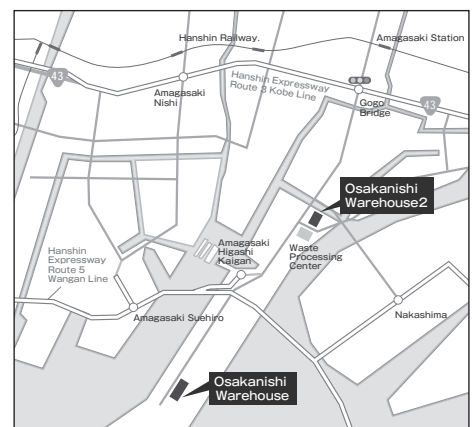 Hanshin Railway.
Amagasaki Station
43
Amagasaki
Nishi
Hanshin Expressway
Route 3 Kobe Line
Gogo
Bridge
43
Osakanishi
Warehouse2
Amagasaki
Higashi
Kaigan
Waste
Processing
Center
Hanshin
Expressway
Route 5
Wangan Line
Amagasaki Suehiro
Nakashima
Osakanishi
Warehouse